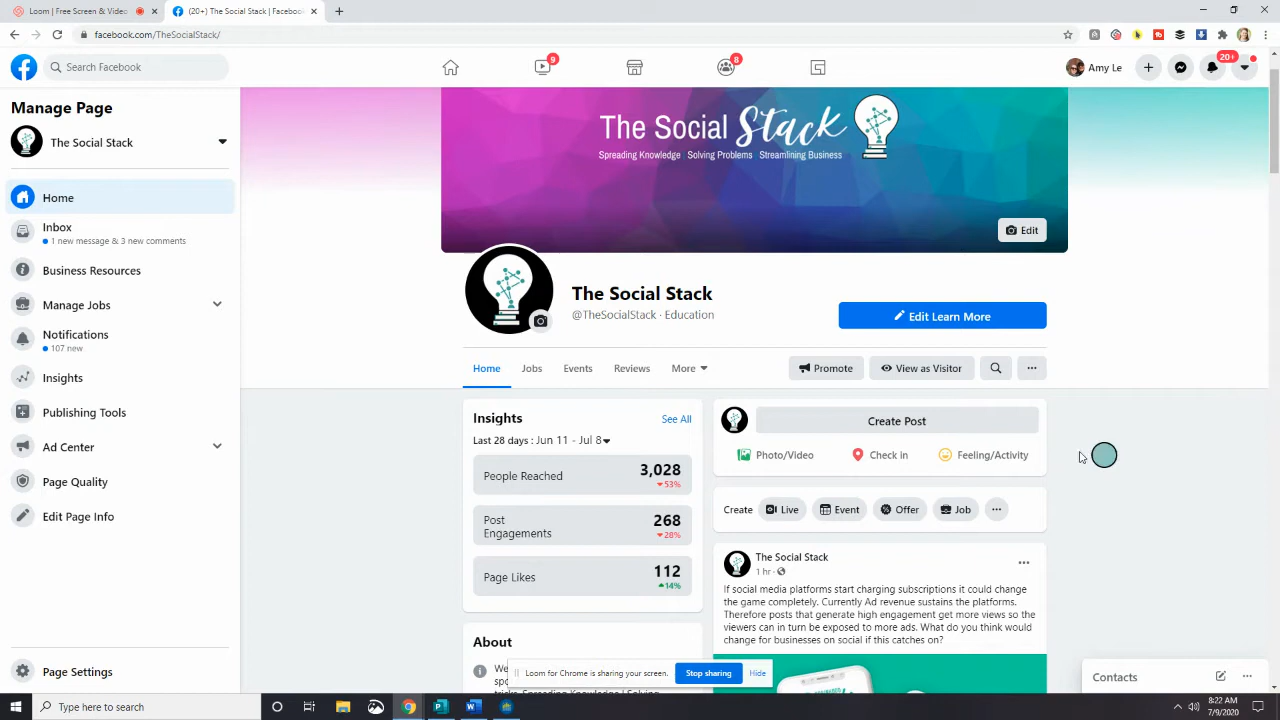 Loom | Free Screen & Video
(20+) The Social Stack | Facebook
facebook.com/TheSocialStack/
Search Facebook
9
8
Amy Le
20+
Manage Page
The Social Stack
Home
Inbox
1 new message & 3 new comments
Business Resources
Manage Jobs
Notifications
107 new
Insights
Publishing Tools
Ad Center
Page Quality
Edit Page Info
Page Settings
The Social Stack
Spreading Knowledge Solving Problems Streamlining Business
Edit
The Social Stack
@TheSocialStack · Education
Edit Learn More
Home
Jobs
Events
Reviews
More
Promote
View as Visitor
Insights
See All
Last 28 days : Jun 11 - Jul 8
People Reached
3,028
53%
Post
Engagements
268
28%
Page Likes
112
14%
About
We
Create Post
Photo/Video
Check in
Feeling/Activity
Create
Live
Event
Offer
Job
The Social Stack
1 hr ·
If social media platforms start charging subscriptions it could change
the game completely. Currently Ad revenue sustains the platforms.
Therefore posts that generate high engagement get more views so the
viewers can in turn be exposed to more ads. What do you think would
change for businesses on social if this catches on?
Loom for Chrome is sharing your screen.
Stop sharing
Hide
Contacts
Type here to search
8:22 AM
7/9/2020